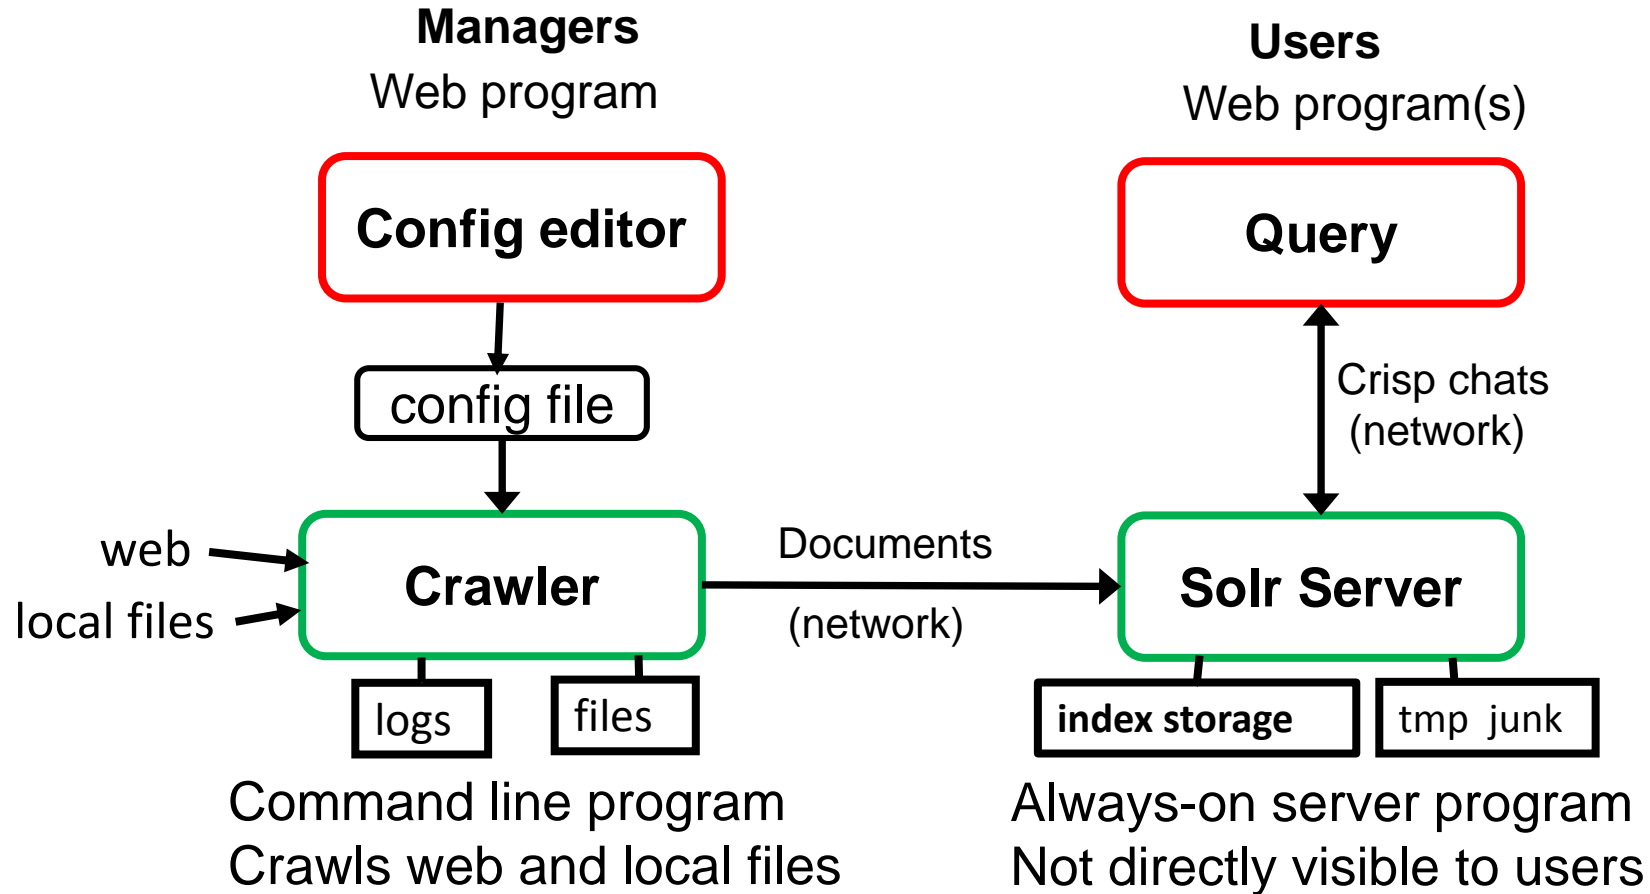 Managers
Web program
Users
Web program(s)
Config editor
Query
config file
Crisp chats
(network)
web
local files
Crawler
Documents
(network)
Solr Server
logs
files
index storage
tmp junk
Command line program
Crawls web and local files
Always-on server program
Not directly visible to users